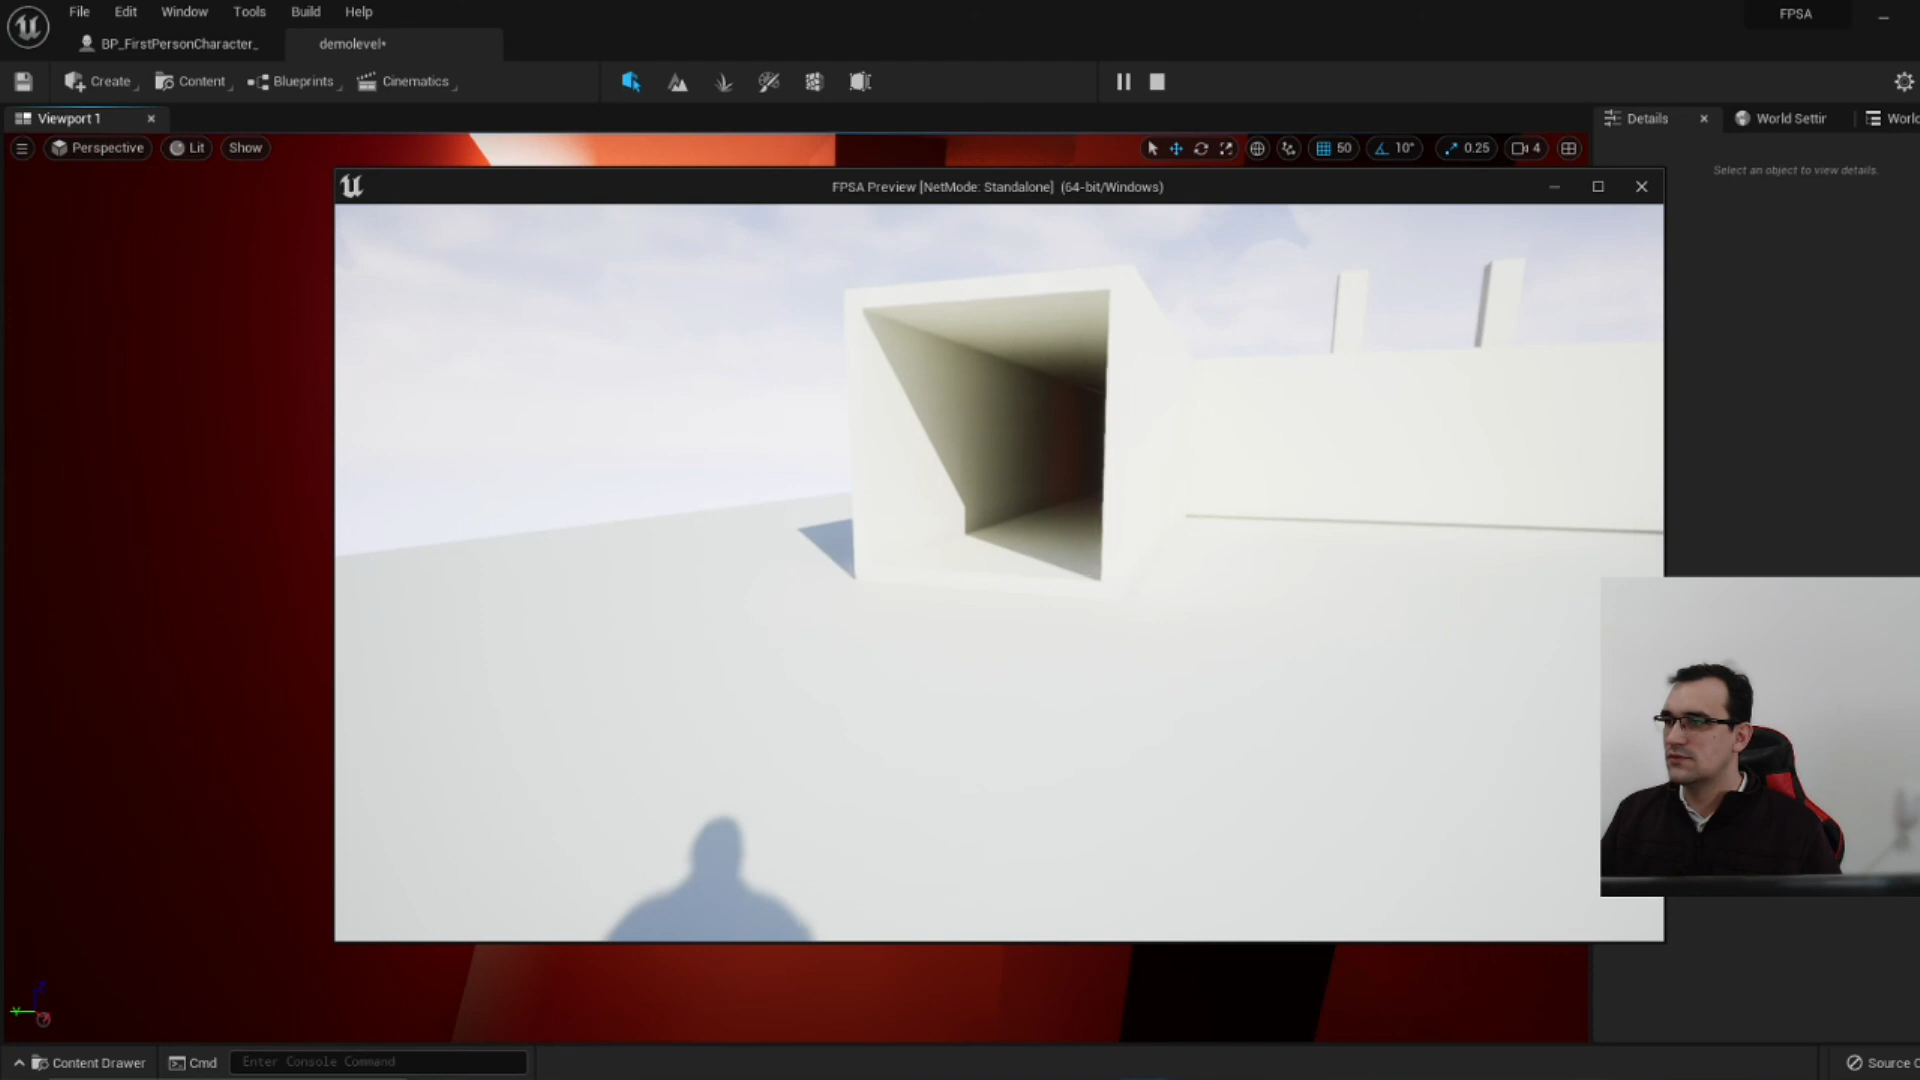 File Edit Window Tools Build Help
FPSA
BP_FirstPersonCharacter_
demolevel*
Create Content Blueprints Cinematics
Viewport 1
Details World Settir World
Perspective Lit Show
50 10° 0.25 4
Select an object to view details.
FPSA Preview [NetMode: Standalone] (64-bit/Windows)
Content Drawer Cmd Enter Console Command
Source C